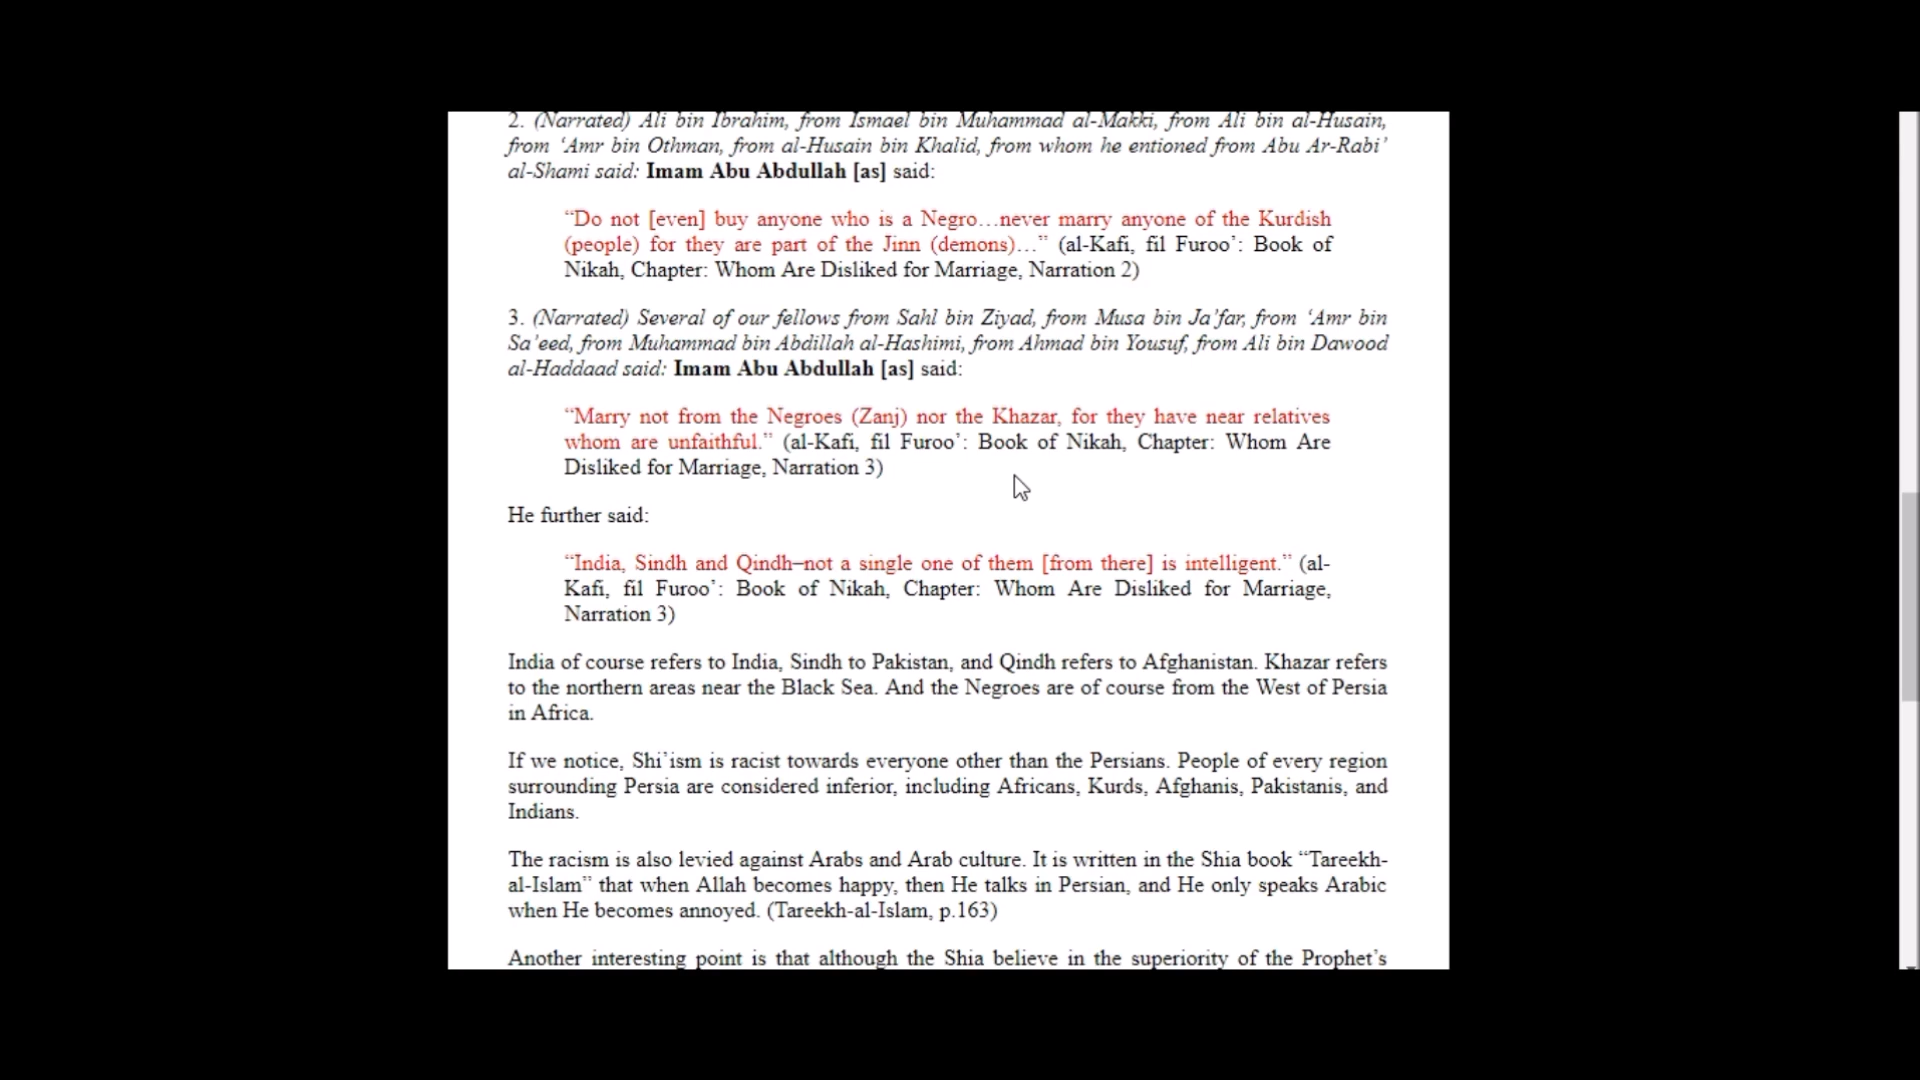 2. (Narrated) Ali bin Ibrahim, from Ismael bin Muhammad al-Makki, from Ali bin al-Husain,
from ‘Amr bin Othman, from al-Husain bin Khalid, from whom he entioned from Abu Ar-Rabi’
al-Shami said: Imam Abu Abdullah [as] said:
“Do not [even] buy anyone who is a Negro…never marry anyone of the Kurdish
(people) for they are part of the Jinn (demons)…” (al-Kafi, fil Furoo’: Book of
Nikah, Chapter: Whom Are Disliked for Marriage, Narration 2)
3. (Narrated) Several of our fellows from Sahl bin Ziyad, from Musa bin Ja’far, from ‘Amr bin
Sa’eed, from Muhammad bin Abdillah al-Hashimi, from Ahmad bin Yousuf, from Ali bin Dawood
al-Haddaad said: Imam Abu Abdullah [as] said:
“Marry not from the Negroes (Zanj) nor the Khazar, for they have near relatives
whom are unfaithful.” (al-Kafi, fil Furoo’: Book of Nikah, Chapter: Whom Are
Disliked for Marriage, Narration 3)
He further said:
“India, Sindh and Qindh–not a single one of them [from there] is intelligent.” (al-
Kafi, fil Furoo’: Book of Nikah, Chapter: Whom Are Disliked for Marriage,
Narration 3)
India of course refers to India, Sindh to Pakistan, and Qindh refers to Afghanistan. Khazar refers
to the northern areas near the Black Sea. And the Negroes are of course from the West of Persia
in Africa.
If we notice, Shi’ism is racist towards everyone other than the Persians. People of every region
surrounding Persia are considered inferior, including Africans, Kurds, Afghanis, Pakistanis, and
Indians.
The racism is also levied against Arabs and Arab culture. It is written in the Shia book “Tareekh-
al-Islam” that when Allah becomes happy, then He talks in Persian, and He only speaks Arabic
when He becomes annoyed. (Tareekh-al-Islam, p.163)
Another interesting point is that although the Shia believe in the superiority of the Prophet’s